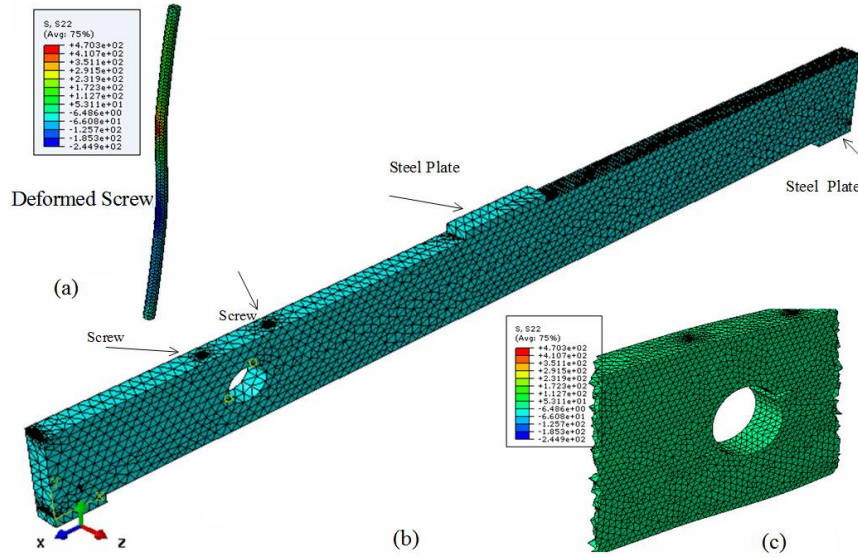 S, S22
(Avg: 75%)
+4.703e+02
+4.107e+02
+3.511e+02
+2.915e+02
+2.319e+02
+1.723e+02
+1.127e+02
+5.311e+01
-6.486e+00
-6.608e+01
-1.257e+02
-1.853e+02
-2.449e+02
Deformed Screw
(a)
Steel Plate
Steel Plate
Screw
Screw
S, S22
(Avg: 75%)
+4.703e+02
+4.107e+02
+3.511e+02
+2.915e+02
+2.319e+02
+1.723e+02
+1.127e+02
+5.311e+01
-6.486e+00
-6.608e+01
-1.257e+02
-1.853e+02
-2.449e+02
X
Z
(b)
(c)